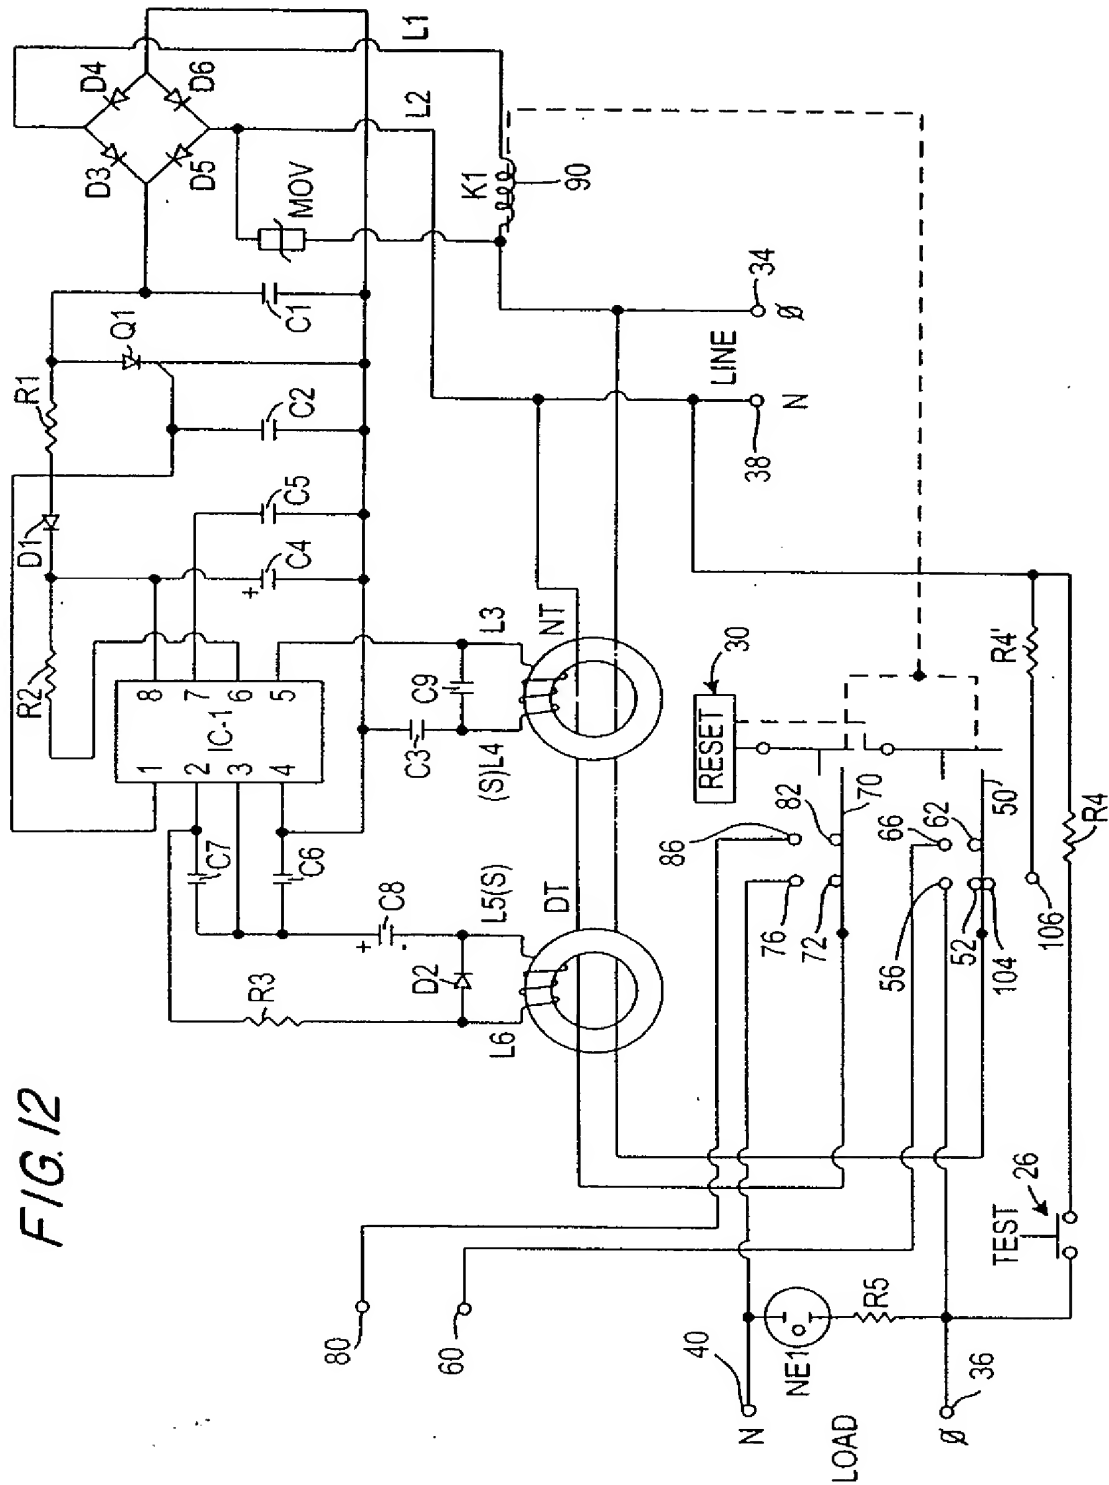 FIG. 12
L1
L2
D4
D6
D3
D5
MOV
K1
90
C1
Q1
R1
C2
D1
C5
C4
+
R2
8
7
6
5
IC-1
1
2
3
4
L3
NT
C9
C3
(S)L4
C7
C6
C8
+
L5(S)
DT
D2
R3
L6
34
Ø
LINE
N
38
30
RESET
R4'
R4
86
82
70
66
62
50
76
72
56
52
104
106
26
TEST
80
60
40
N
NE1
R5
36
Ø
LOAD